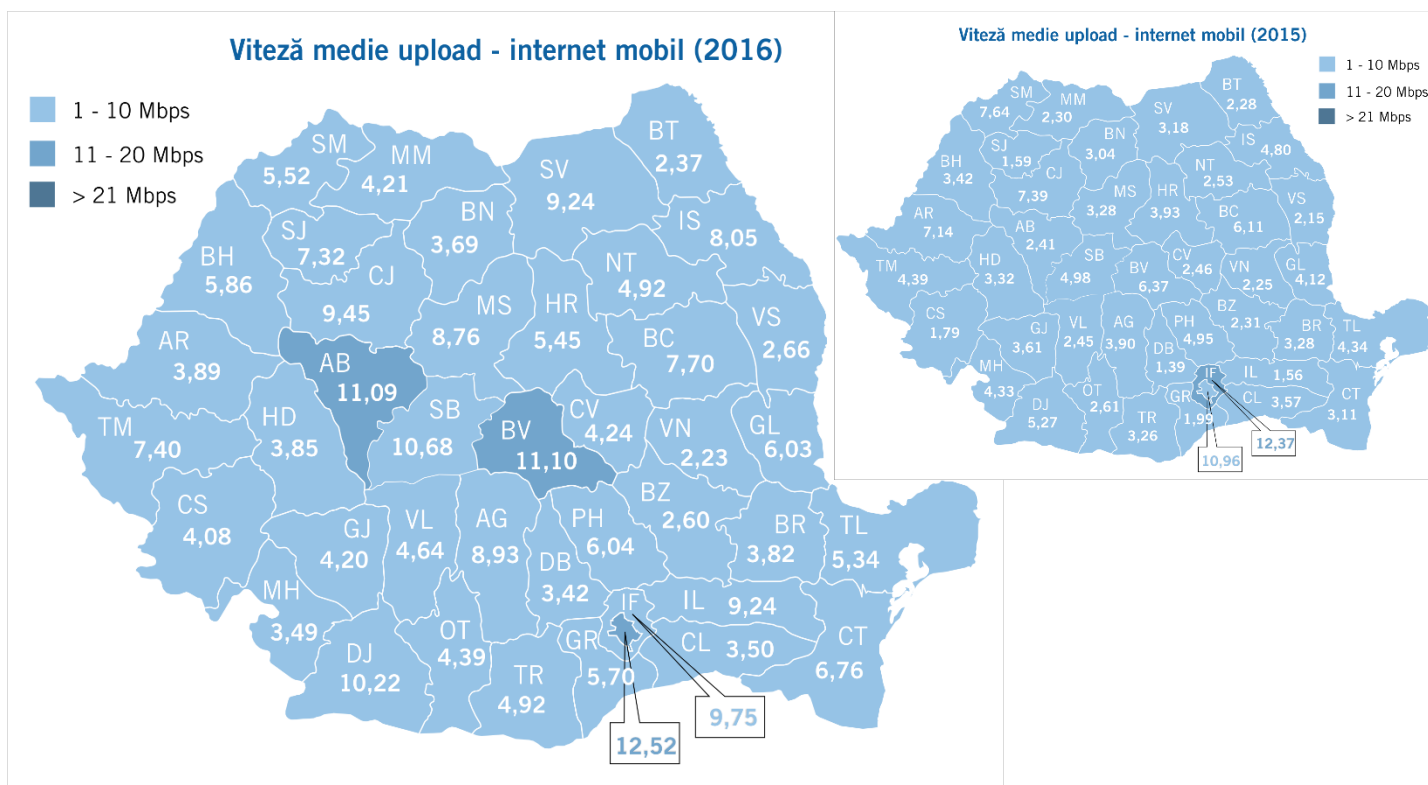 Viteză medie upload - internet mobil (2016)
1 - 10 Mbps
11 - 20 Mbps
> 21 Mbps
SM
5,52
MM
4,21
BT
2,37
SV
9,24
BN
3,69
IS
8,05
SJ
7,32
BH
5,86
CJ
9,45
NT
4,92
MS
8,76
HR
5,45
VS
2,66
BC
7,70
AR
3,89
AB
11,09
TM
7,40
HD
3,85
SB
10,68
BV
11,10
CV
4,24
VN
2,23
GL
6,03
CS
4,08
GJ
4,20
VL
4,64
AG
8,93
PH
6,04
BZ
2,60
BR
3,82
TL
5,34
DB
3,42
MH
3,49
IF
IL 9,24
CL 3,50
CT
6,76
DJ
10,22
OT
4,39
TR
4,92
GR
5,70
9,75
12,52
Viteză medie upload - internet mobil (2015)
1 - 10 Mbps
11 - 20 Mbps
> 21 Mbps
SM
7,64
MM
2,30
BT
2,28
SV
3,18
BN
3,04
IS
4,80
SJ
1,59
BH
3,42
CJ
7,39
NT
2,53
MS
3,28
HR
3,93
VS
2,15
BC
6,11
AR
7,14
AB
2,41
TM
4,39
HD
3,32
SB
4,98
BV
6,37
CV
2,46
VN
2,25
GL
4,12
CS
1,79
GJ
3,61
VL
2,45
AG
3,90
PH
4,95
BZ
2,31
BR
3,28
TL
4,34
DB
1,39
MH
4,33
IF
IL 1,56
CL 3,57
CT
3,11
DJ
5,27
OT
2,61
TR
3,26
GR
1,99
12,37
10,96